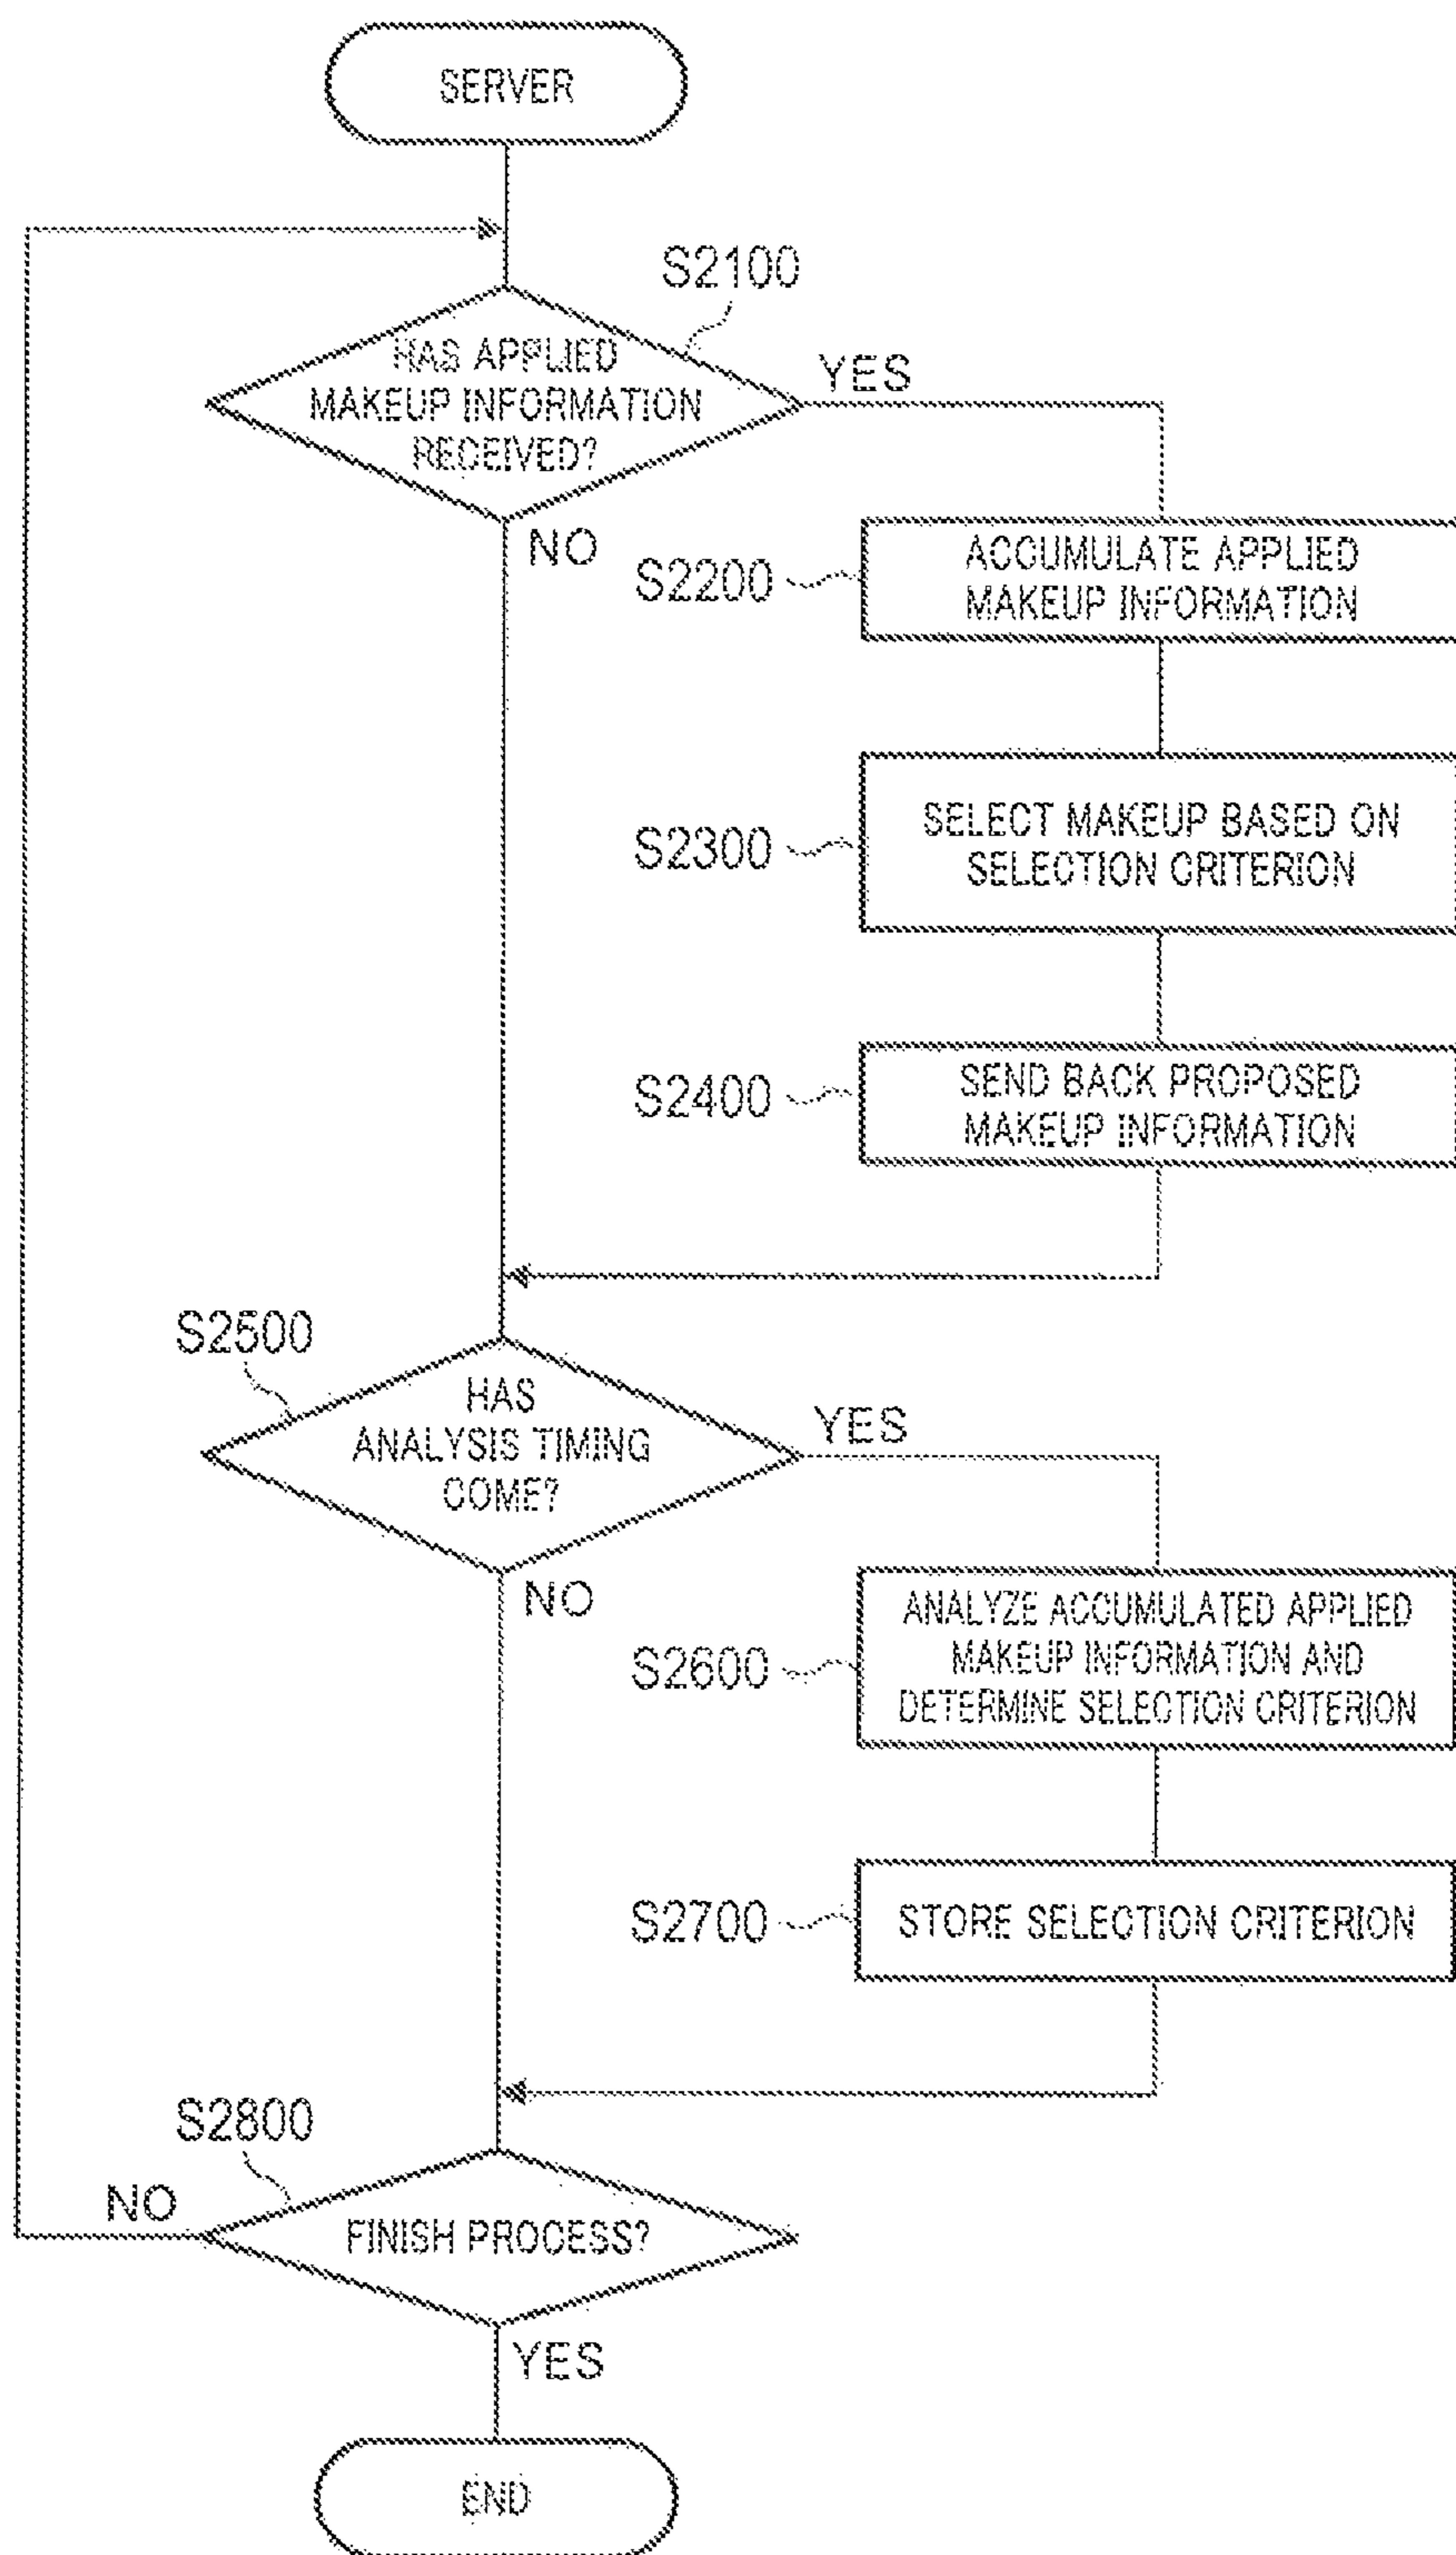 SERVER
S2100
HAS APPLIED
MAKEUP INFORMATION
RECEIVED?
YES
NO
S2200
ACCUMULATE APPLIED
MAKEUP INFORMATION
S2300
SELECT MAKEUP BASED ON
SELECTION CRITERION
S2400
SEND BACK PROPOSED
MAKEUP INFORMATION
S2500
HAS
ANALYSIS TIMING
COME?
YES
NO
S2600
ANALYZE ACCUMULATED APPLIED
MAKEUP INFORMATION AND
DETERMINE SELECTION CRITERION
S2700
STORE SELECTION CRITERION
S2800
NO
FINISH PROCESS?
YES
END